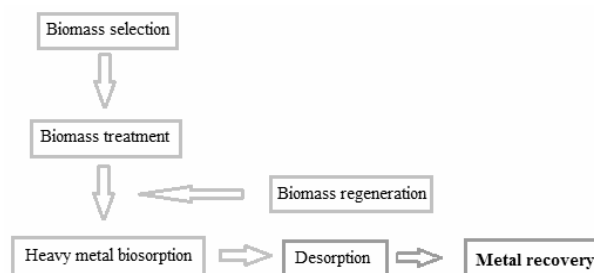 Biomass selection
Biomass treatment
Biomass regeneration
Heavy metal biosorption
Desorption
Metal recovery